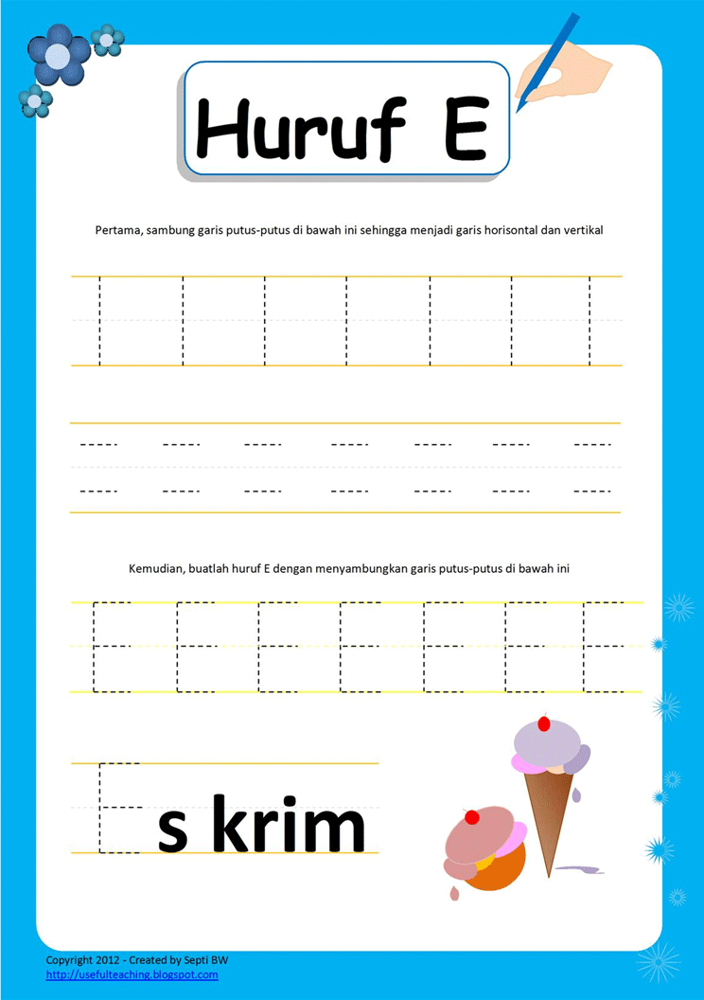 Huruf E
Pertama, sambung garis putus-putus di bawah ini sehingga menjadi garis horisontal dan vertikal
Kemudian, buatlah huruf E dengan menyambungkan garis putus-putus di bawah ini
E E E E E E E
Es krim
Copyright 2012 - Created by Septi BW
http://usefulteaching.blogspot.com